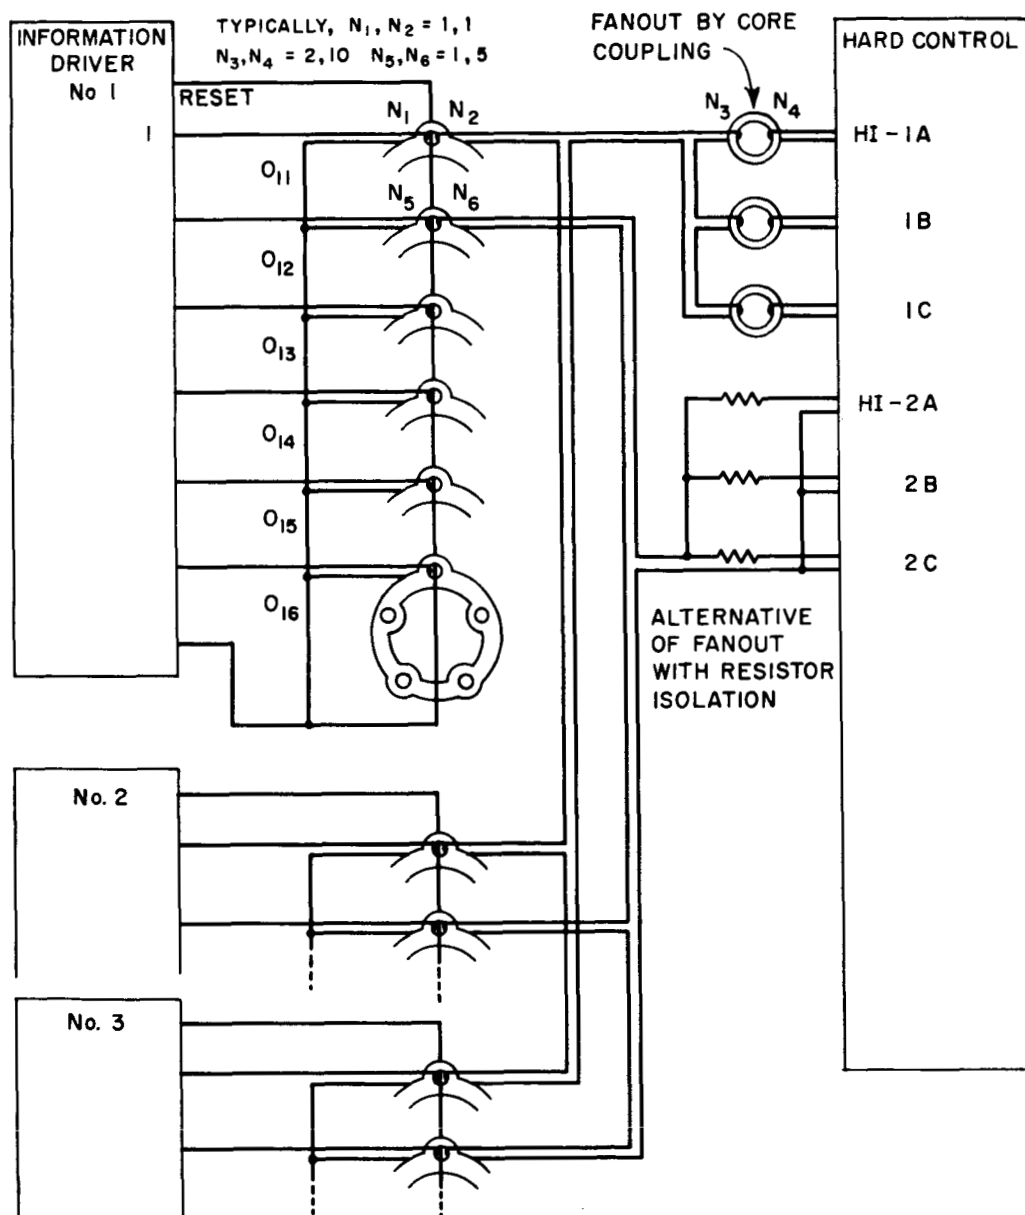 INFORMATION
DRIVER
No 1
TYPICALLY, N1, N2 = 1, 1
N3, N4 = 2, 10 N5, N6 = 1, 5
FANOUT BY CORE
COUPLING
HARD CONTROL
RESET
1
N1 N2
N3 N4
HI-1A
O11
N5 N6
1B
O12
1C
O13
HI-2A
O14
2B
O15
2C
O16
ALTERNATIVE
OF FANOUT
WITH RESISTOR
ISOLATION
No. 2
No. 3